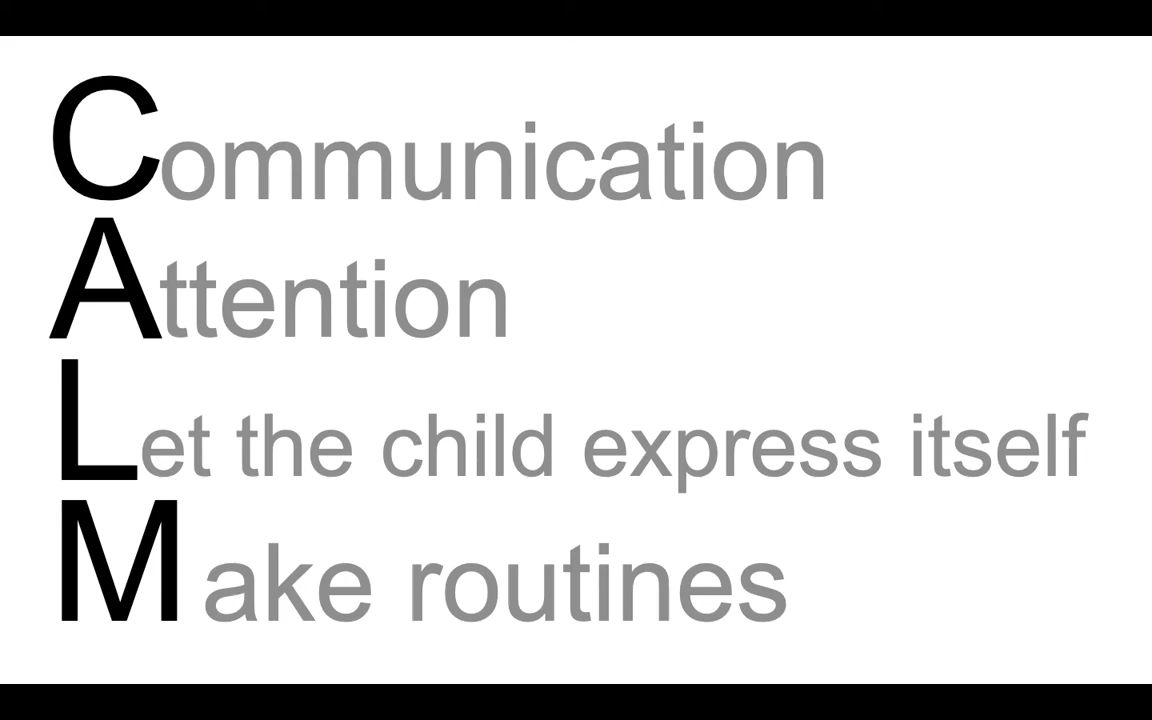 Communication
Attention
Let the child express itself
Make routines